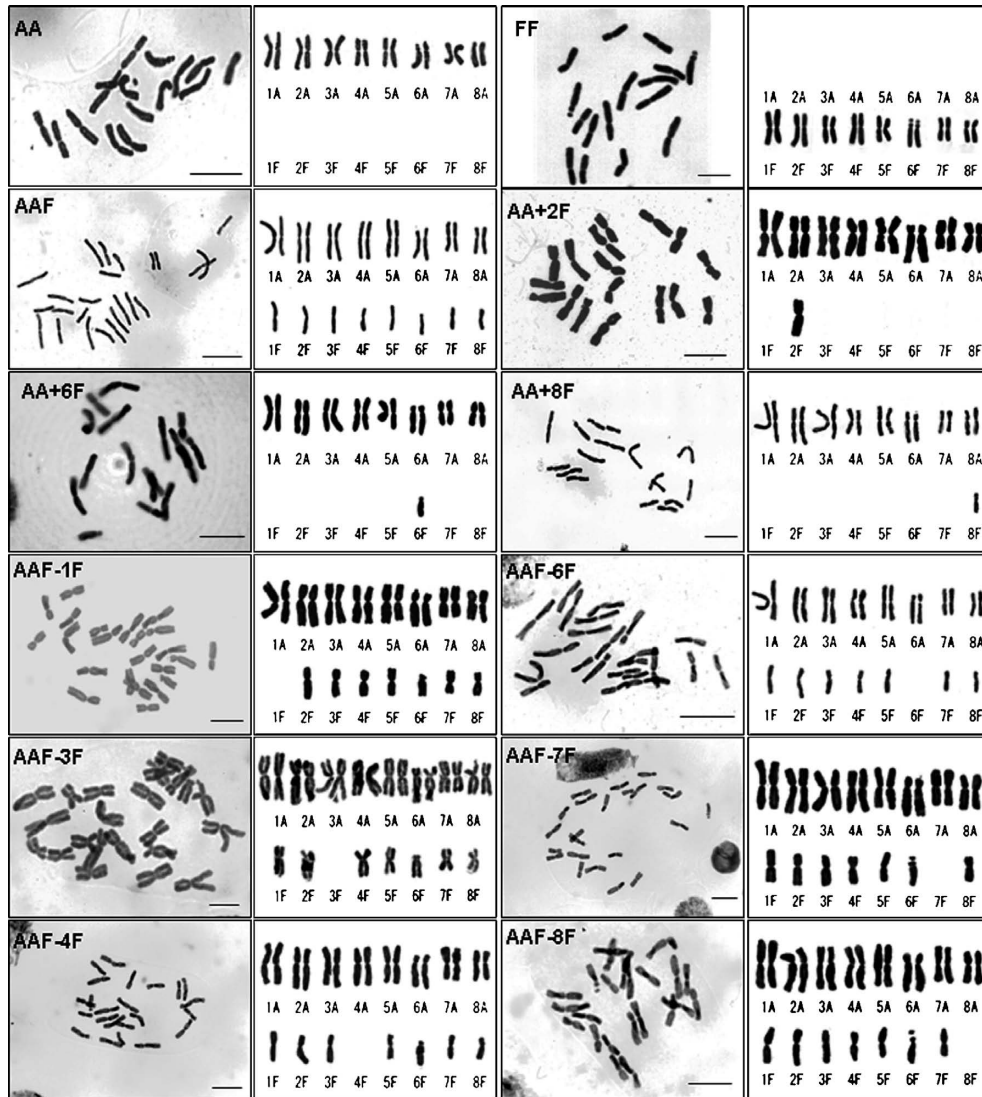 AA
1A 2A 3A 4A 5A 6A 7A 8A
1F 2F 3F 4F 5F 6F 7F 8F
FF
1A 2A 3A 4A 5A 6A 7A 8A
1F 2F 3F 4F 5F 6F 7F 8F
AAF
1A 2A 3A 4A 5A 6A 7A 8A
1F 2F 3F 4F 5F 6F 7F 8F
AA+2F
1A 2A 3A 4A 5A 6A 7A 8A
1F 2F 3F 4F 5F 6F 7F 8F
AA+6F
1A 2A 3A 4A 5A 6A 7A 8A
1F 2F 3F 4F 5F 6F 7F 8F
AA+8F
1A 2A 3A 4A 5A 6A 7A 8A
1F 2F 3F 4F 5F 6F 7F 8F
AAF-1F
1A 2A 3A 4A 5A 6A 7A 8A
1F 2F 3F 4F 5F 6F 7F 8F
AAF-6F
1A 2A 3A 4A 5A 6A 7A 8A
1F 2F 3F 4F 5F 6F 7F 8F
AAF-3F
1A 2A 3A 4A 5A 6A 7A 8A
1F 2F 3F 4F 5F 6F 7F 8F
AAF-7F
1A 2A 3A 4A 5A 6A 7A 8A
1F 2F 3F 4F 5F 6F 7F 8F
AAF-4F
1A 2A 3A 4A 5A 6A 7A 8A
1F 2F 3F 4F 5F 6F 7F 8F
AAF-8F
1A 2A 3A 4A 5A 6A 7A 8A
1F 2F 3F 4F 5F 6F 7F 8F